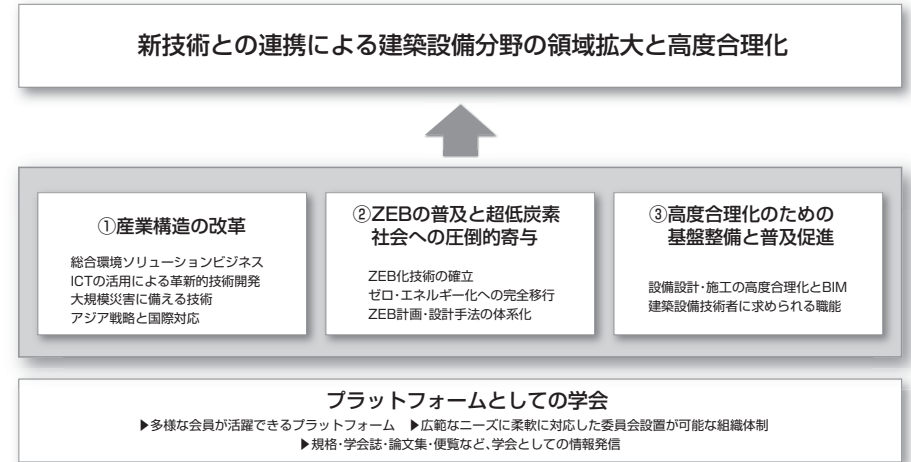 新技術との連携による建築設備分野の領域拡大と高度合理化
①産業構造の改革
総合環境ソリューションビジネス
ICTの活用による革新的技術開発
大規模災害に備える技術
アジア戦略と国際対応
②ZEBの普及と超低炭素
社会への圧倒的寄与
ZEB化技術の確立
ゼロ・エネルギー化への完全移行
ZEB計画・設計手法の体系化
③高度合理化のための
基盤整備と普及促進
設備設計・施工の高度合理化とBIM
建築設備技術者に求められる職能
プラットフォームとしての学会
▶多様な会員が活躍できるプラットフォーム ▶広範なニーズに柔軟に対応した委員会設置が可能な組織体制
▶規格・学会誌・論文集・便覧など、学会としての情報発信